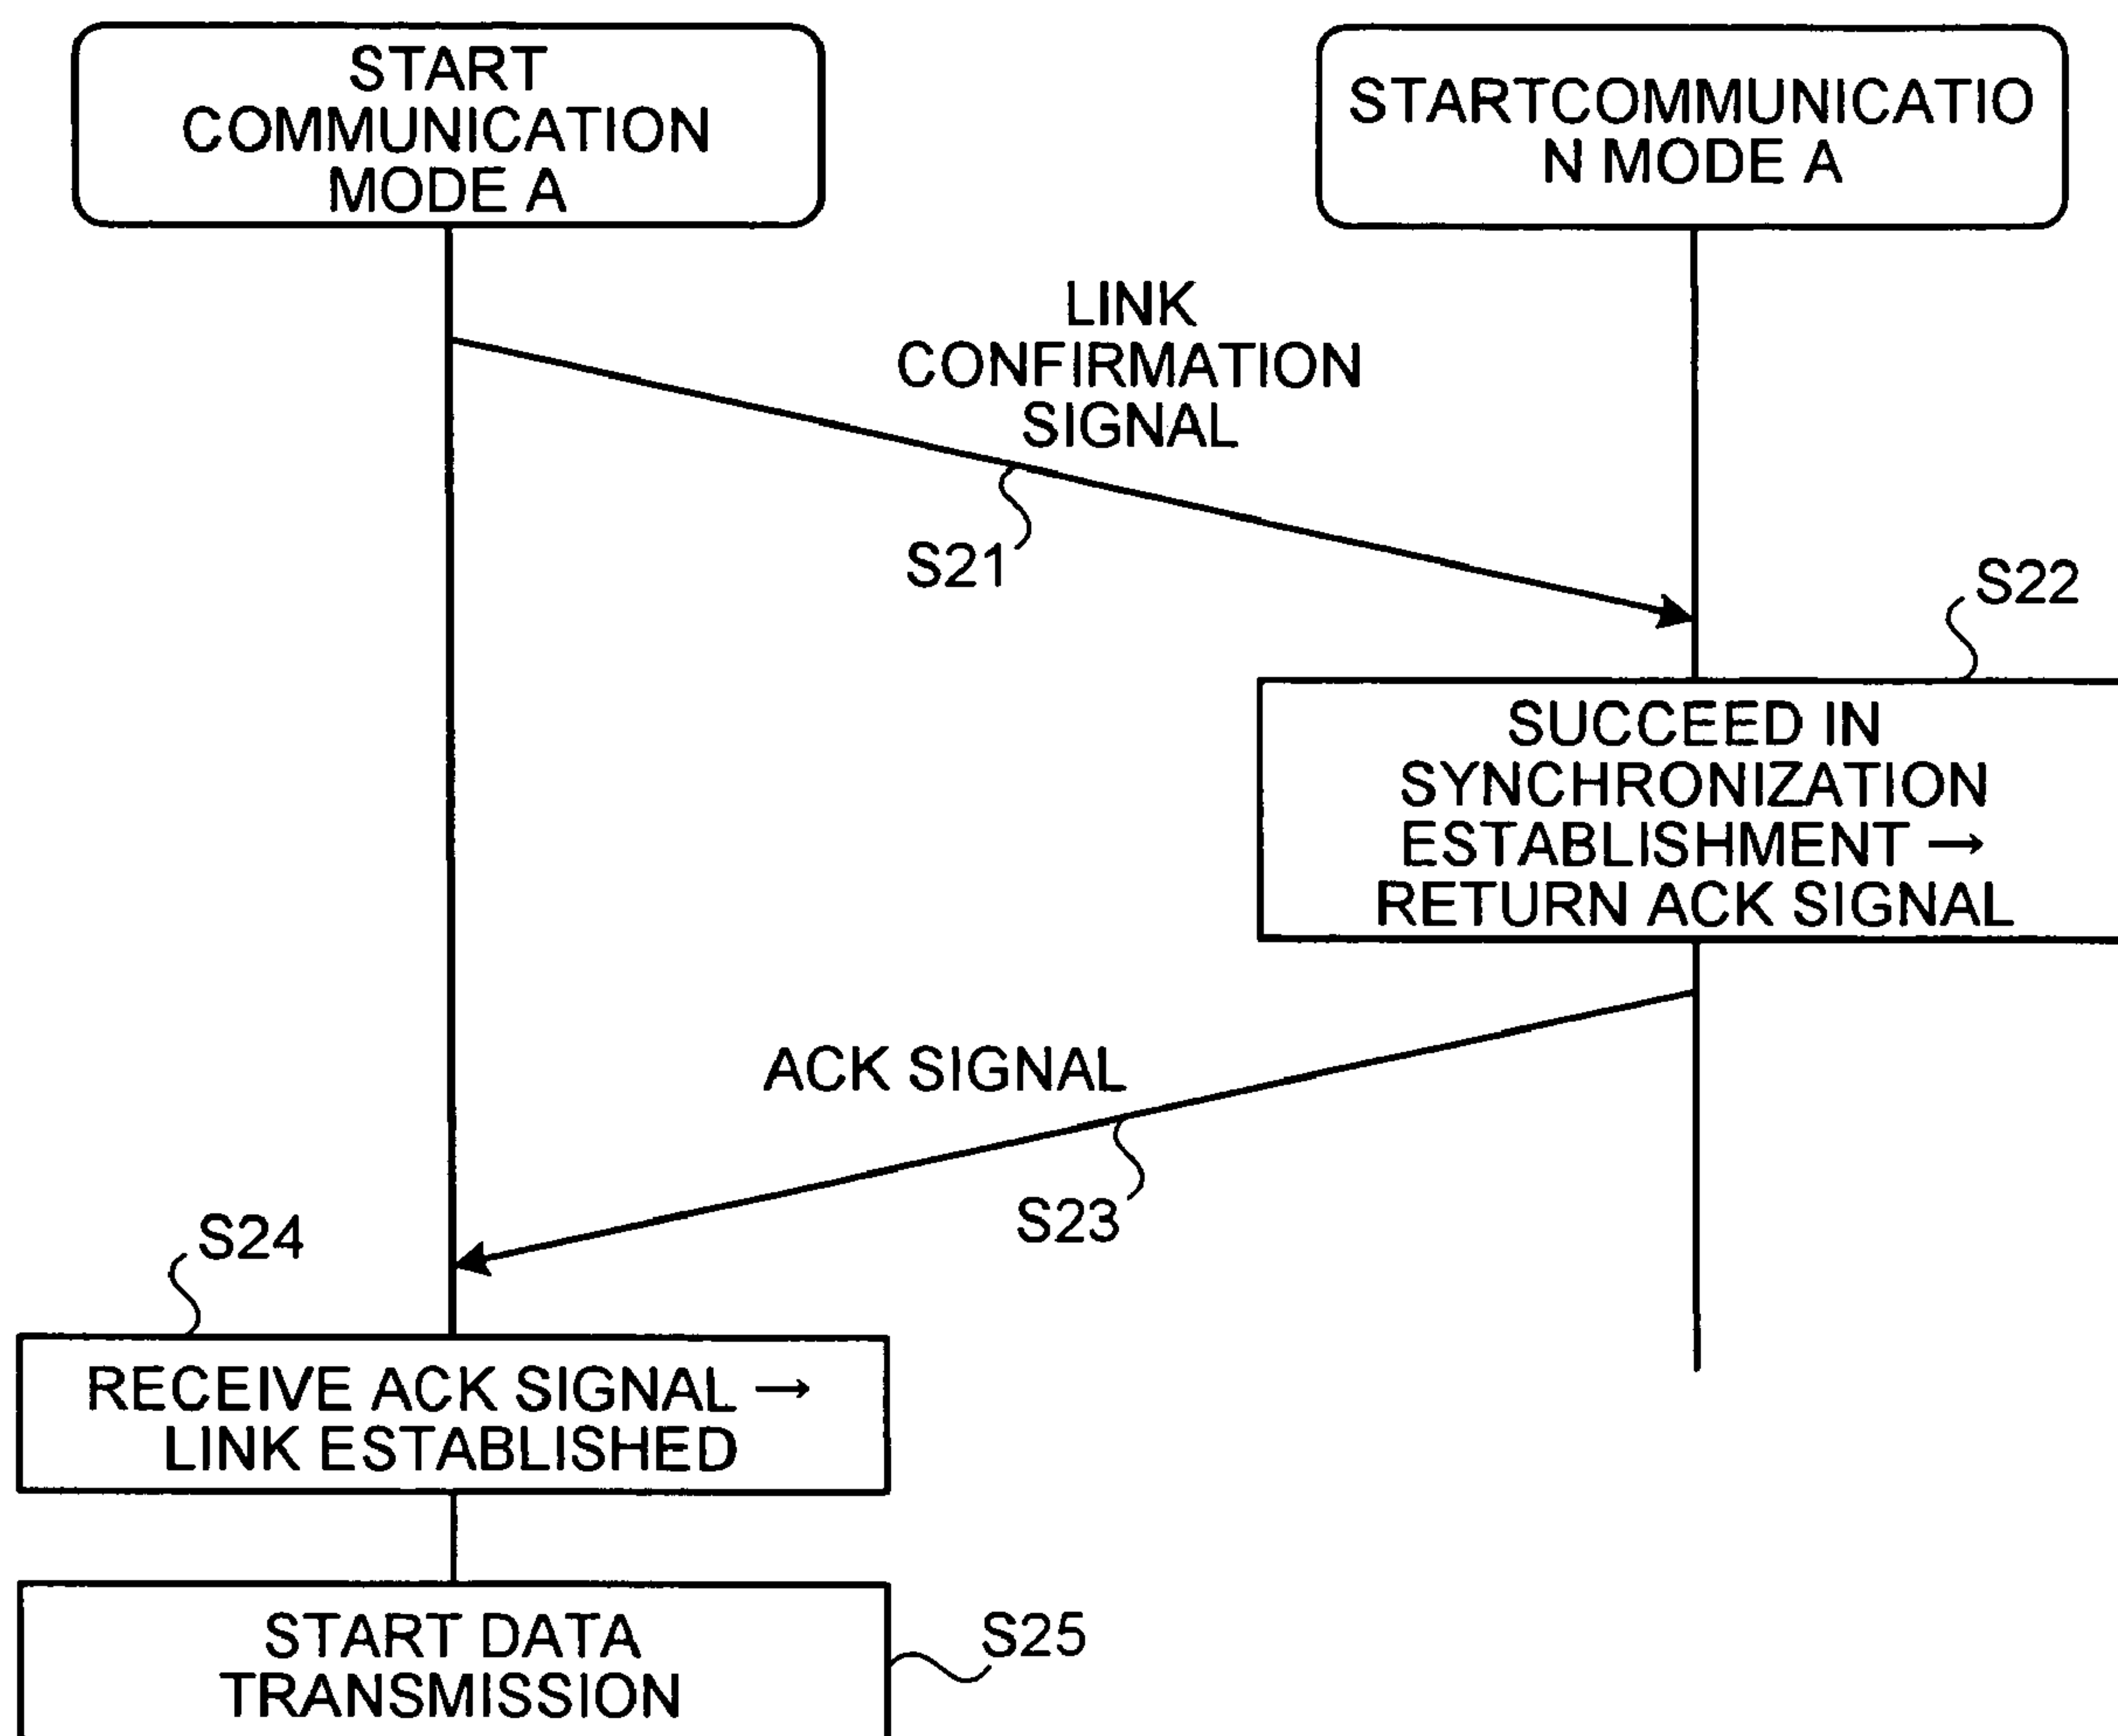 START
COMMUNICATION
MODE A
STARTCOMMUNICATIO
N MODE A
LINK
CONFIRMATION
SIGNAL
S21
S22
SUCCEED IN
SYNCHRONIZATION
ESTABLISHMENT →
RETURN ACK SIGNAL
ACK SIGNAL
S23
S24
RECEIVE ACK SIGNAL →
LINK ESTABLISHED
START DATA
TRANSMISSION
S25